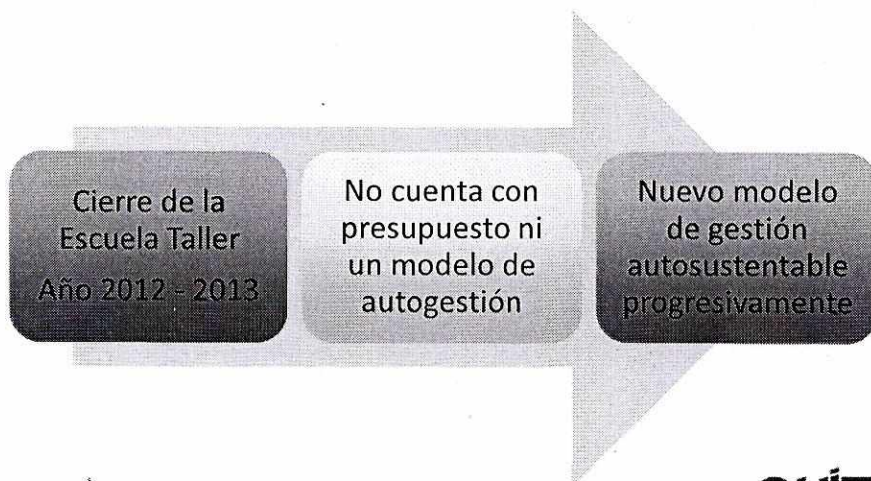 Cierre de la
Escuela Taller
Año 2012 - 2013
No cuenta con
presupuesto ni
un modelo de
autogestión
Nuevo modelo
de gestión
autosustentable
progresivamente